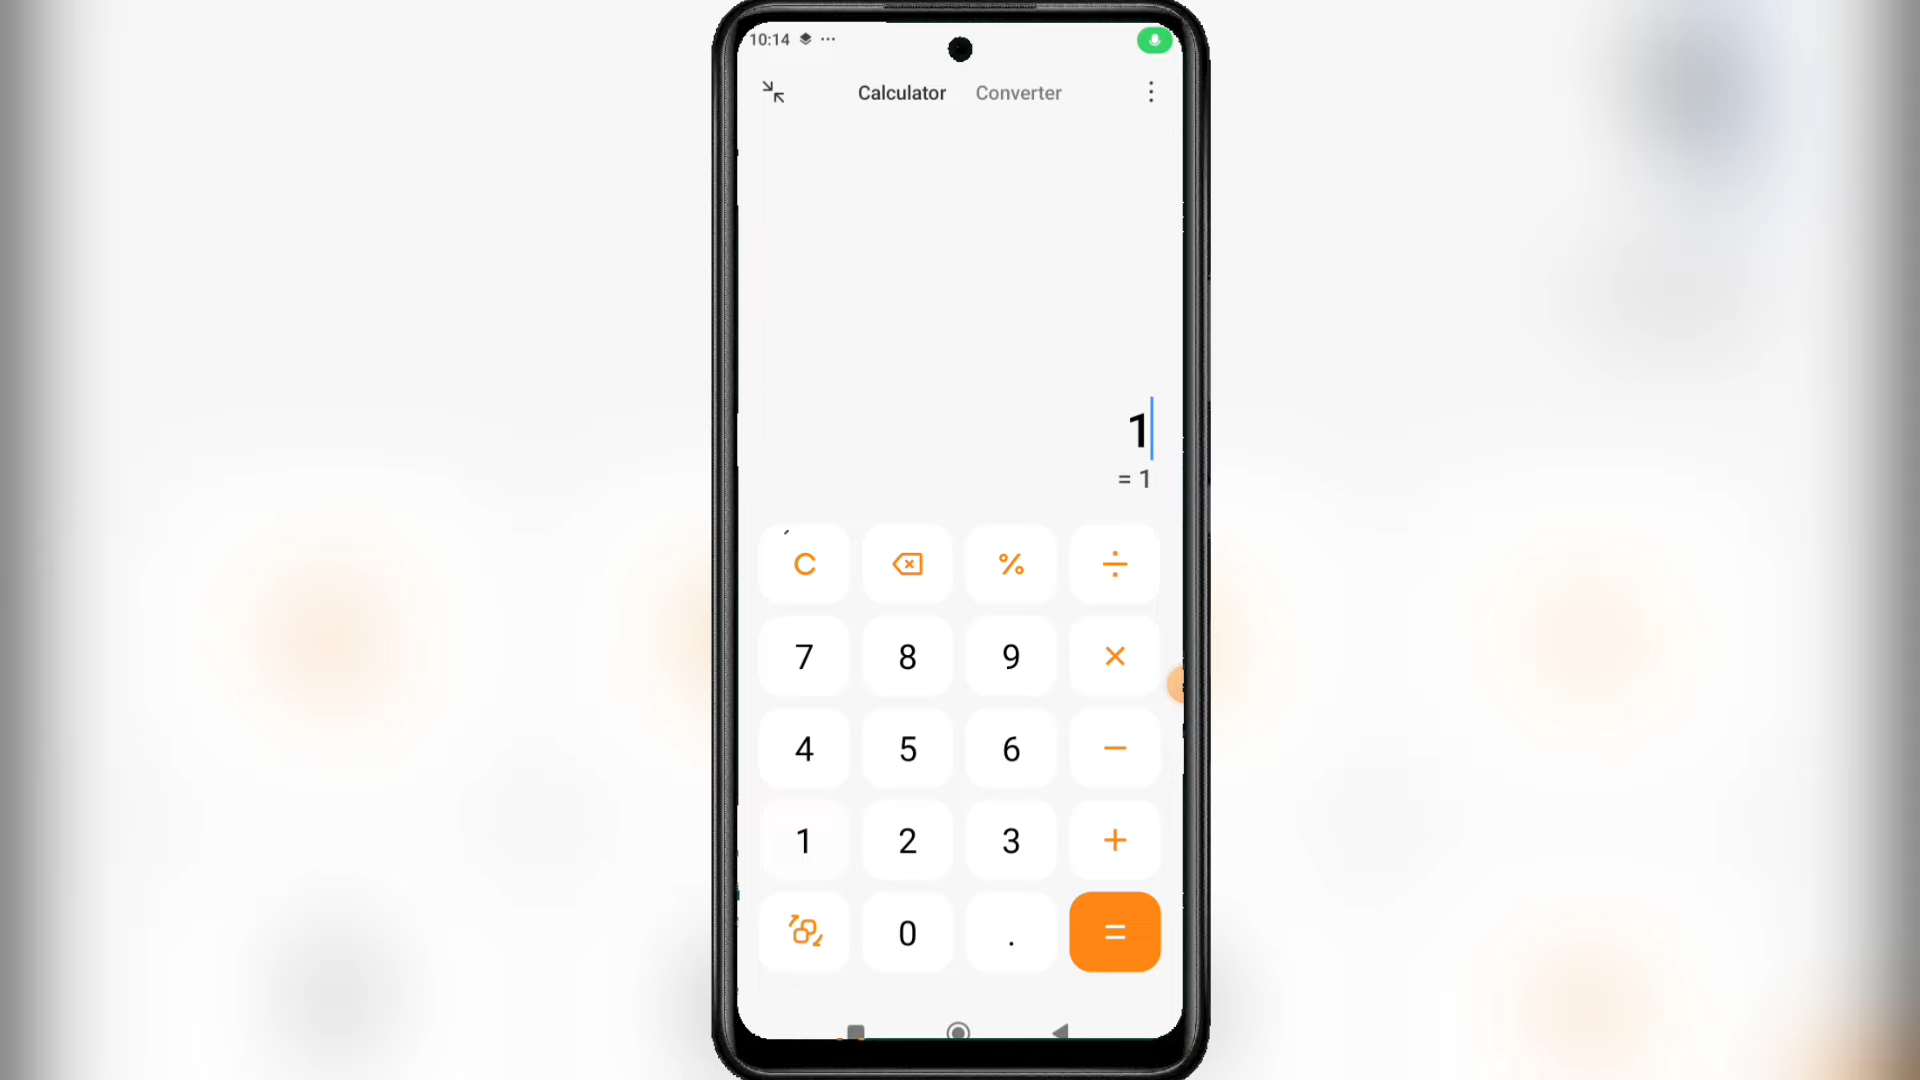 10:14 ...
Calculator Converter
1
= 1
C % ÷
7 8 9 ×
4 5 6 −
1 2 3 +
0 . =